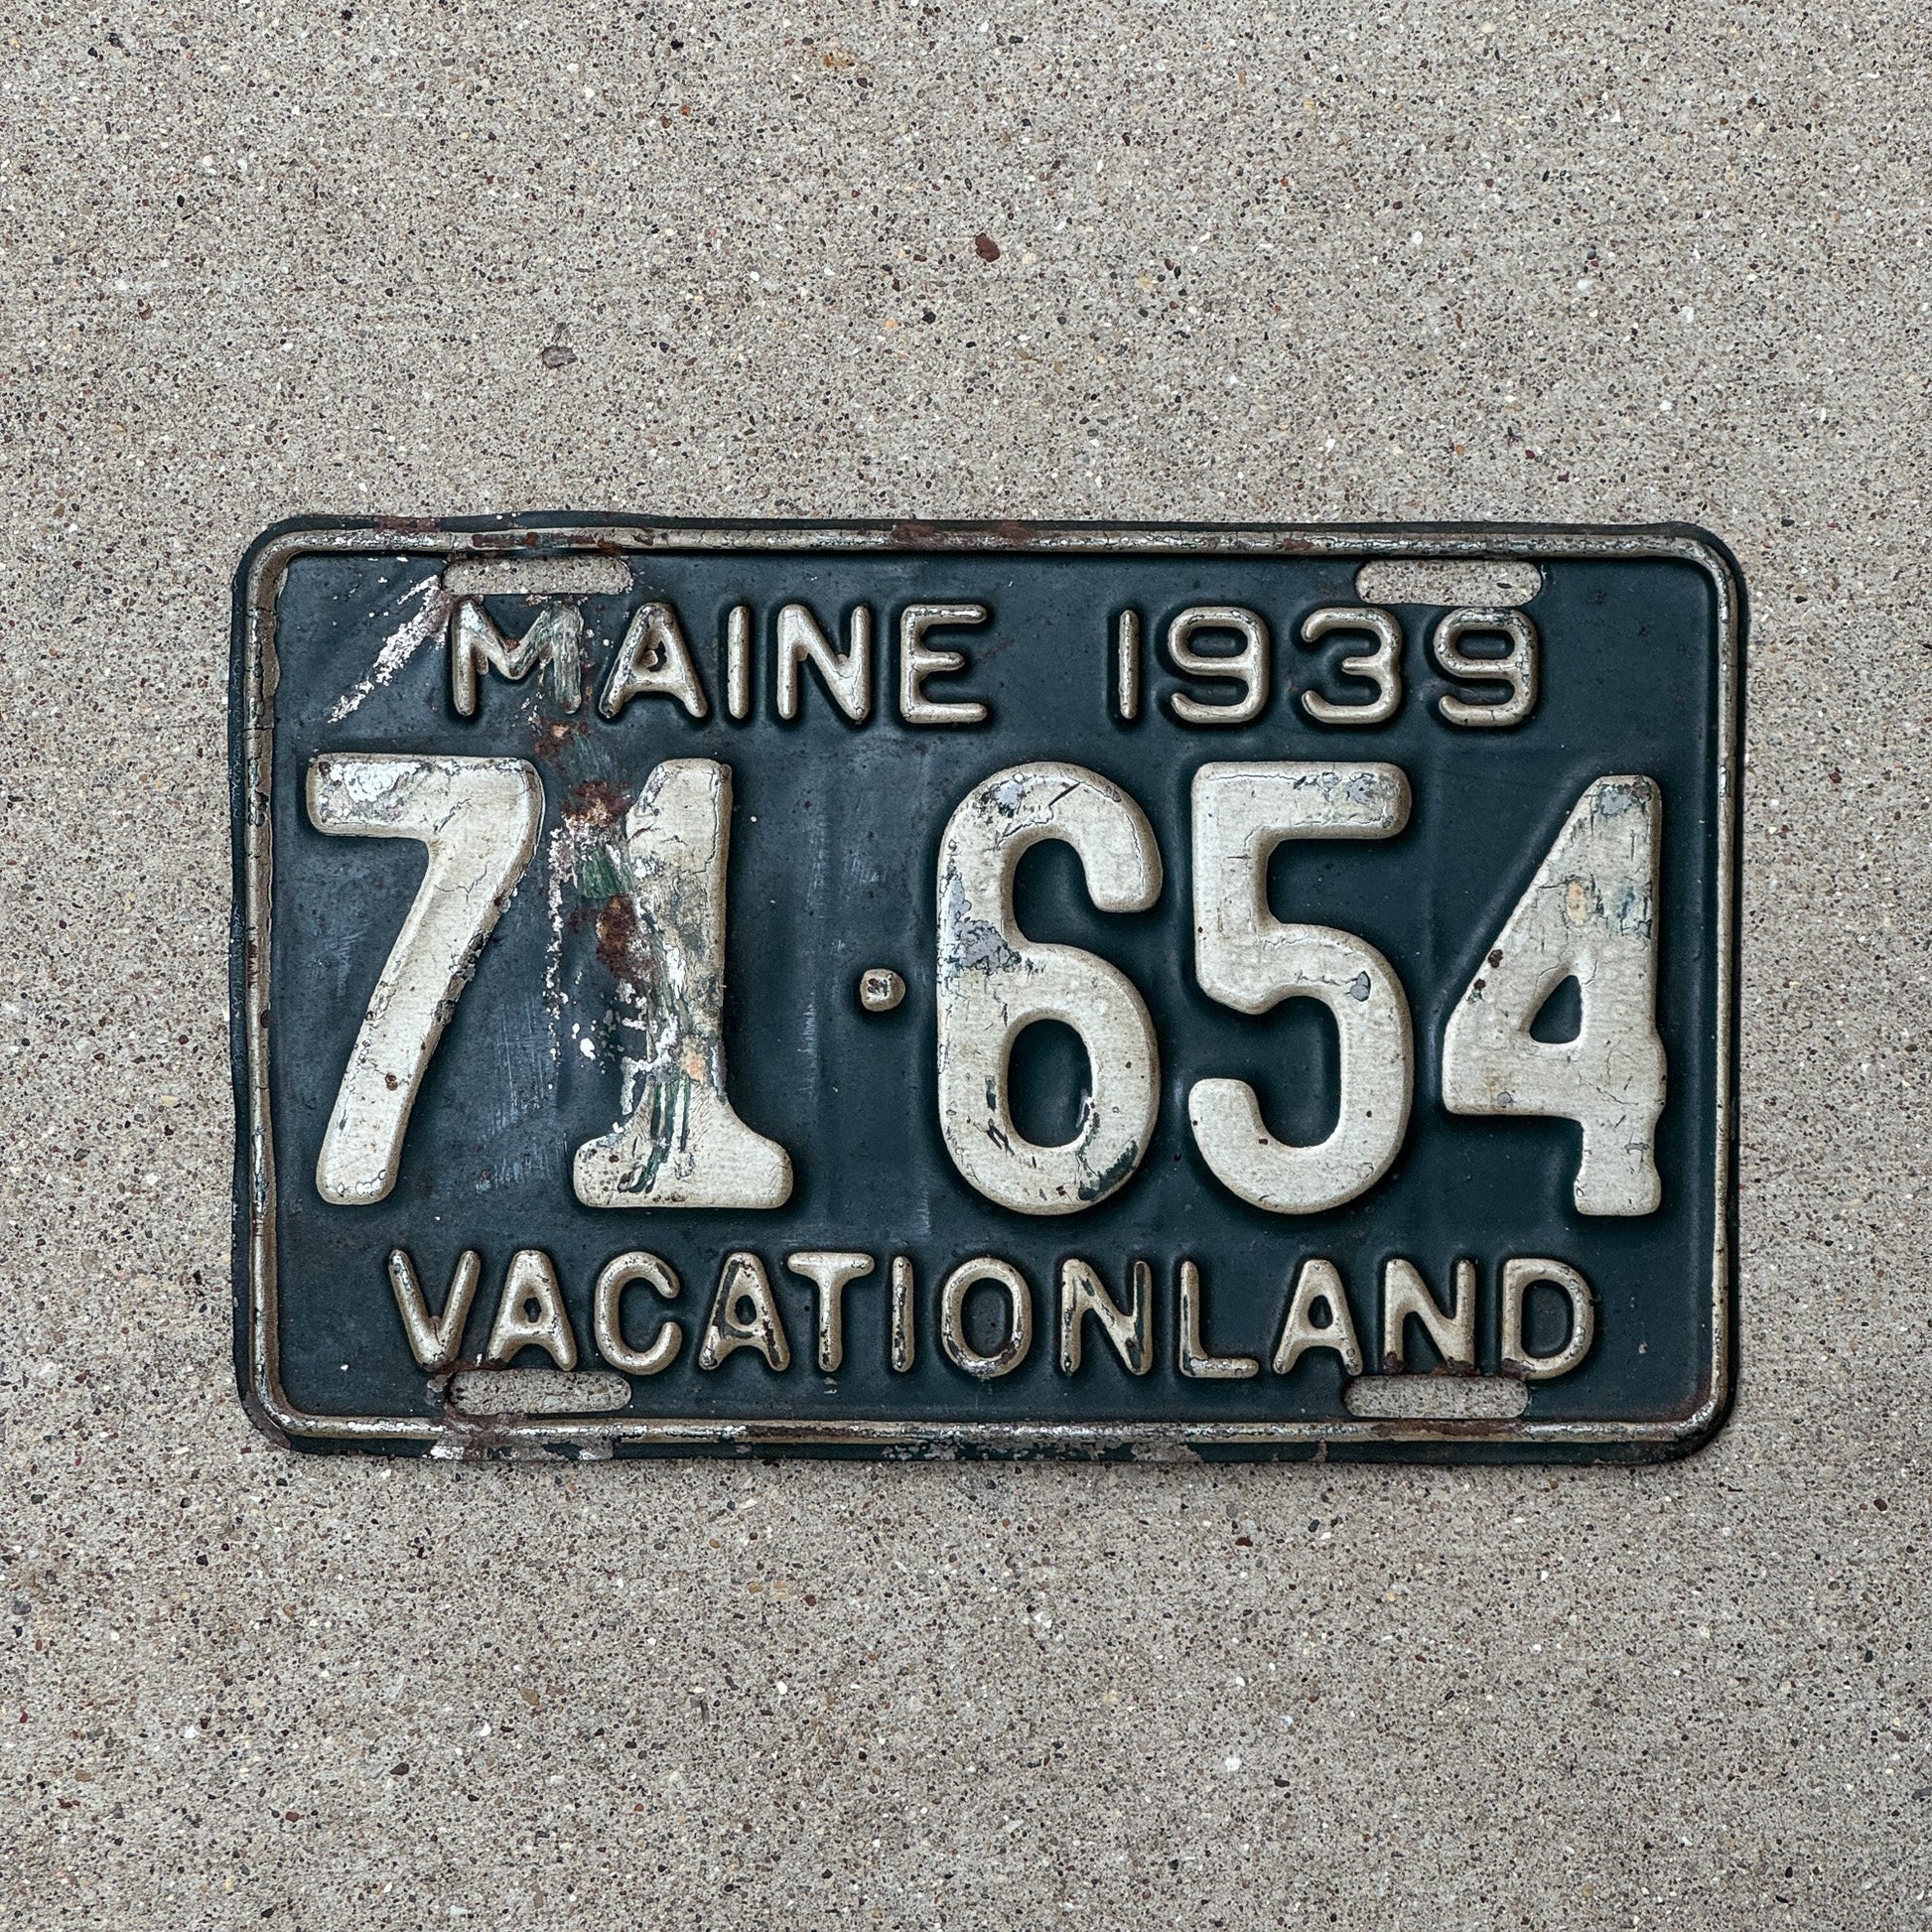 MAINE 1939
71·654
VACATIONLAND